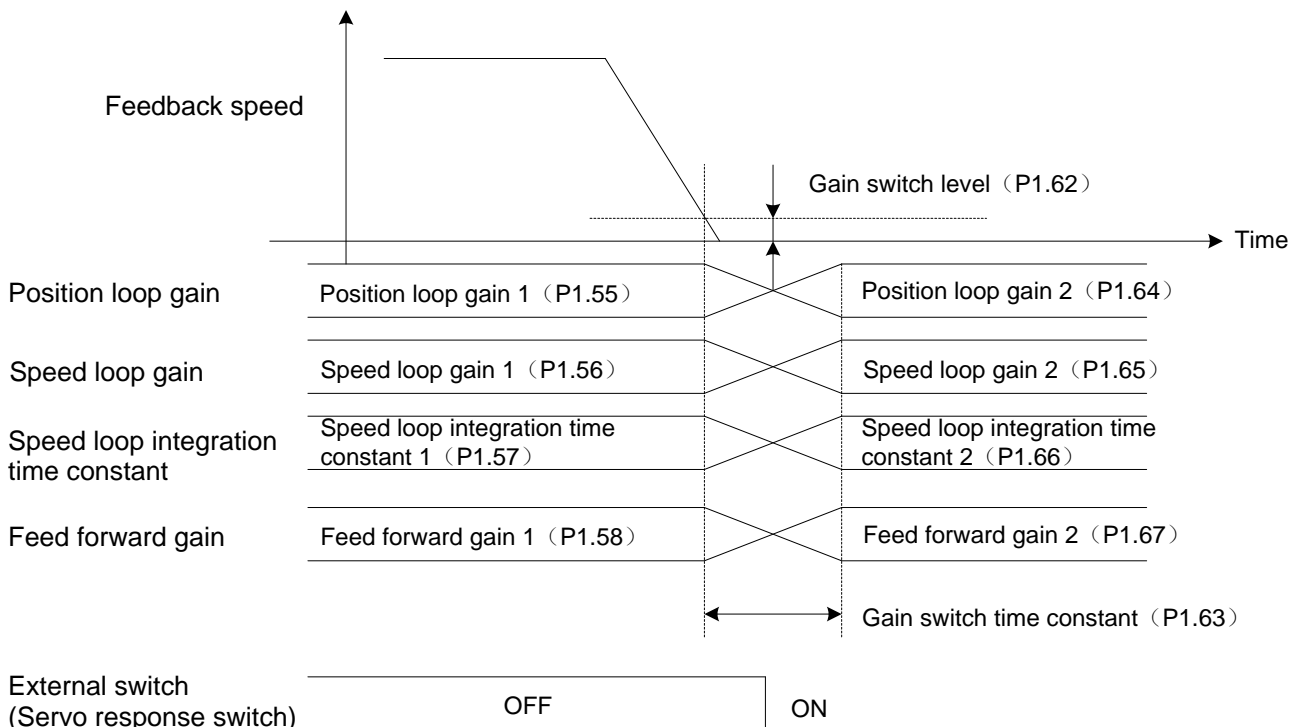 Feedback speed
Gain switch level（P1.62）
Time
Position loop gain
Position loop gain 1（P1.55）
Position loop gain 2（P1.64）
Speed loop gain
Speed loop gain 1（P1.56）
Speed loop gain 2（P1.65）
Speed loop integration
time constant
Speed loop integration time
constant 1（P1.57）
Speed loop integration time
constant 2（P1.66）
Feed forward gain
Feed forward gain 1（P1.58）
Feed forward gain 2（P1.67）
Gain switch time constant（P1.63）
External switch
(Servo response switch)
OFF
ON